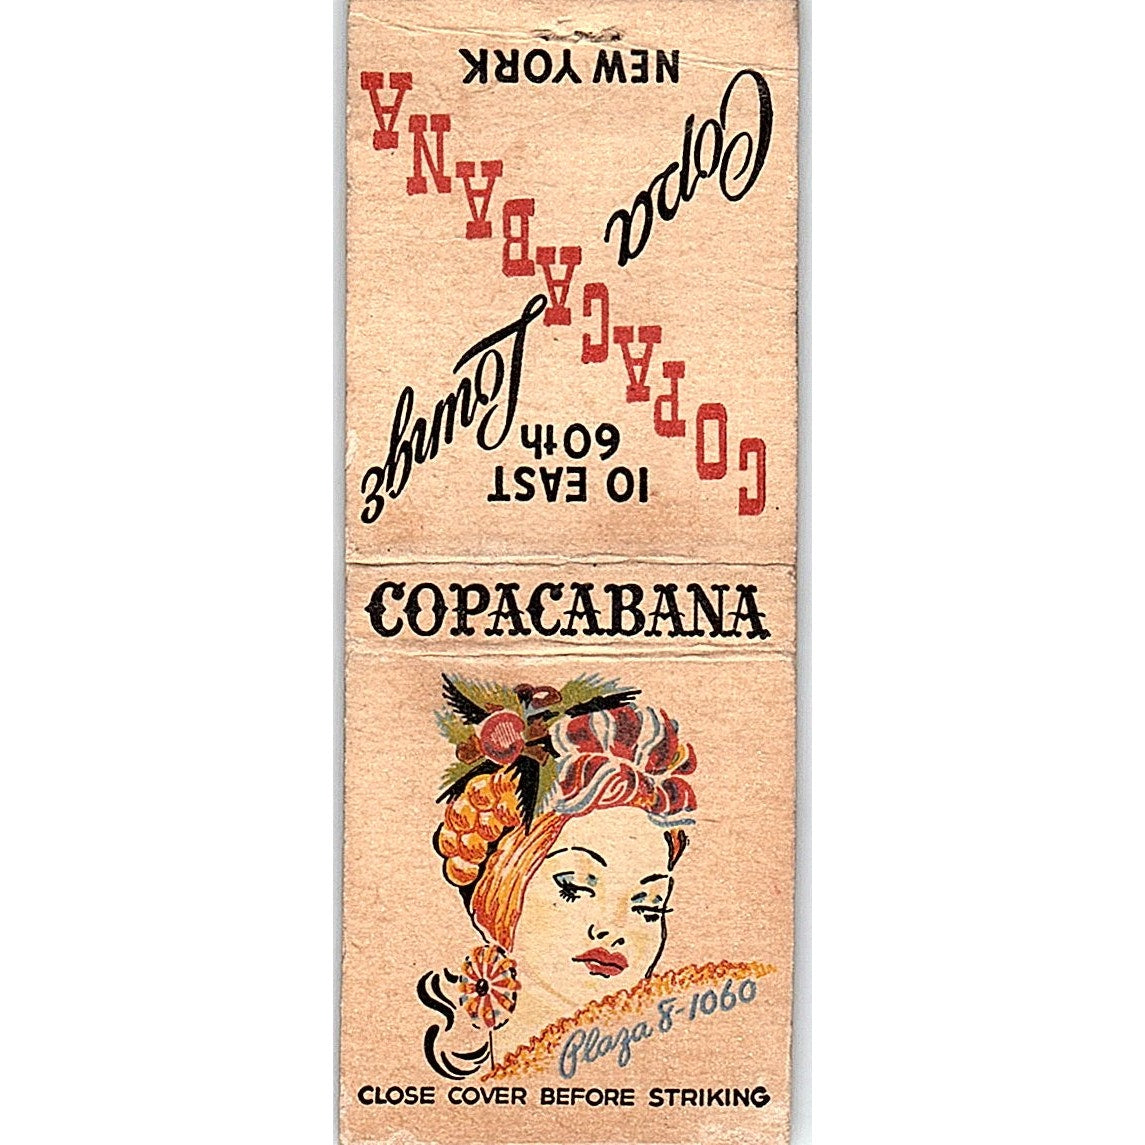 COPACABANA
Plaza 8-1060
CLOSE COVER BEFORE STRIKING
10 EAST
60th
COPACABANA
Copa
Lounge
NEW YORK